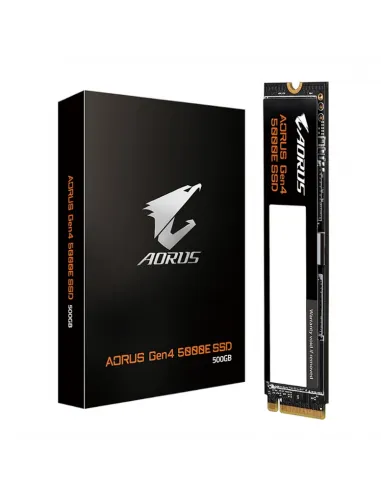 AORUS Gen4 5000E SSD
500GB
AORUS
AORUS Gen4 5000E SSD
500GB
AORUS
AORUS Gen4
5000E SSD
Warranty void if removed